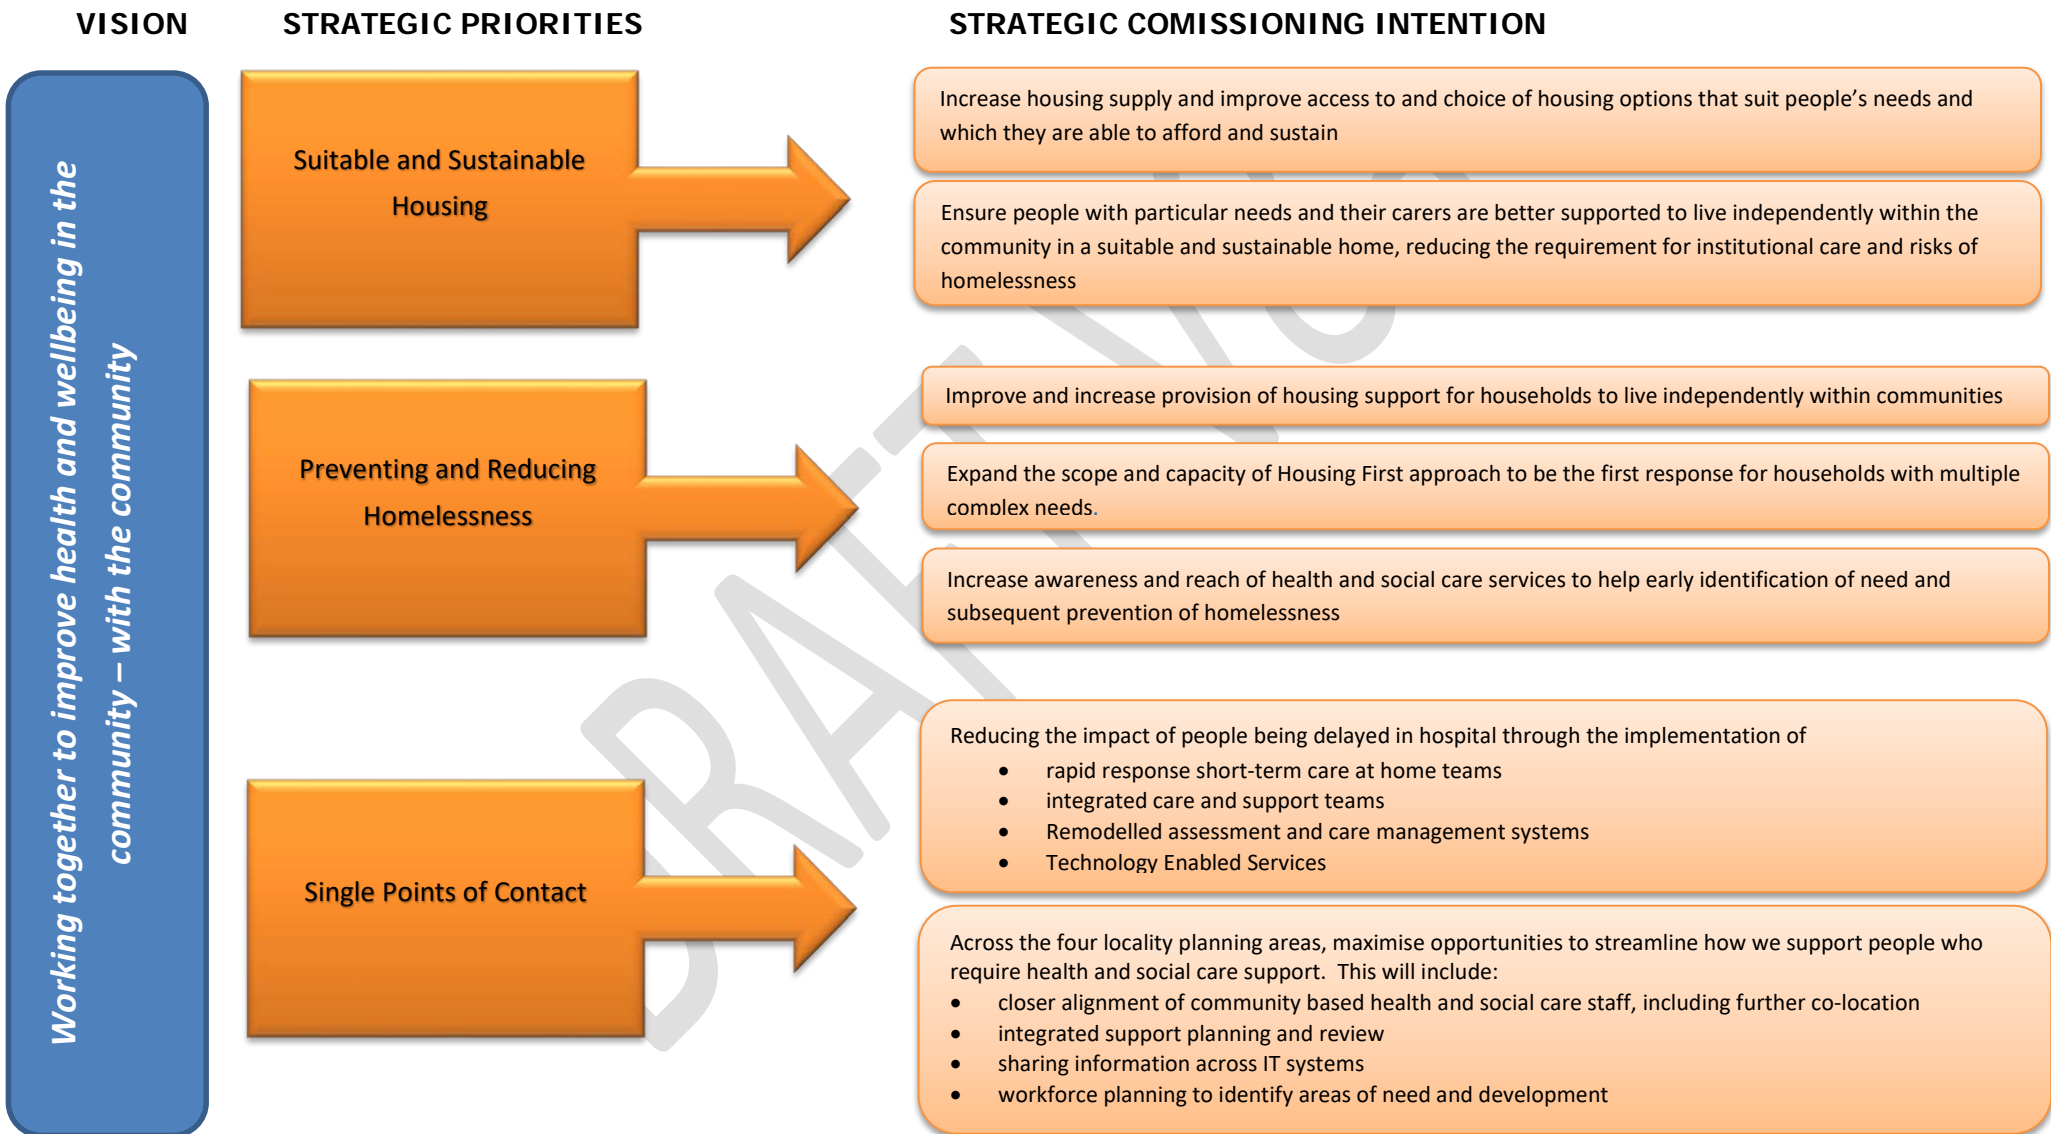 VISION
STRATEGIC PRIORITIES
STRATEGIC COMISSIONING INTENTION
Working together to improve health and wellbeing in the
community – with the community
Suitable and Sustainable
Housing
Increase housing supply and improve access to and choice of housing options that suit people’s needs and
which they are able to afford and sustain
Ensure people with particular needs and their carers are better supported to live independently within the
community in a suitable and sustainable home, reducing the requirement for institutional care and risks of
homelessness
Preventing and Reducing
Homelessness
Improve and increase provision of housing support for households to live independently within communities
Expand the scope and capacity of Housing First approach to be the first response for households with multiple
complex needs.
Increase awareness and reach of health and social care services to help early identification of need and
subsequent prevention of homelessness
Single Points of Contact
Reducing the impact of people being delayed in hospital through the implementation of
• rapid response short-term care at home teams
• integrated care and support teams
• Remodelled assessment and care management systems
• Technology Enabled Services
Across the four locality planning areas, maximise opportunities to streamline how we support people who
require health and social care support. This will include:
• closer alignment of community based health and social care staff, including further co-location
• integrated support planning and review
• sharing information across IT systems
• workforce planning to identify areas of need and development
DRAFT